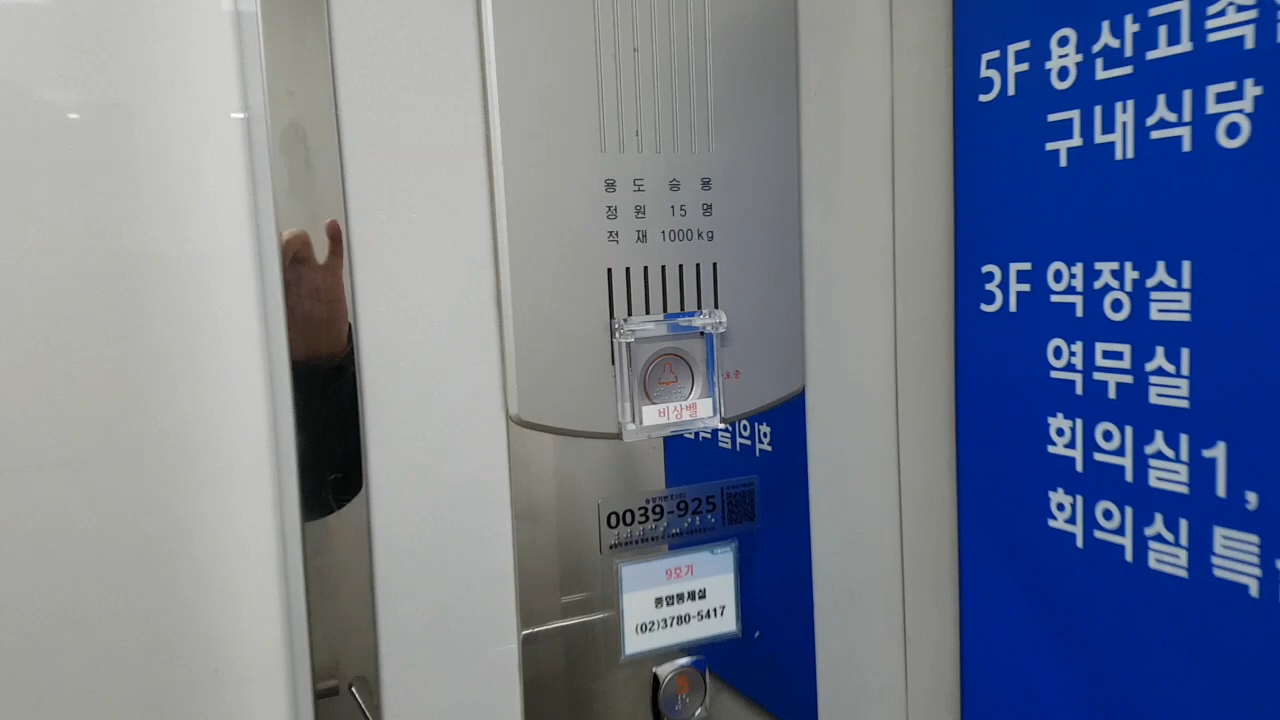 용 도 승 용
정 원 15 명
적 재 1000kg
비상벨
0039-925
9호기
종합통제실
(02)3780-5417
5F 용산고속
구내식당
3F 역장실
역무실
회의실1,
회의실 특